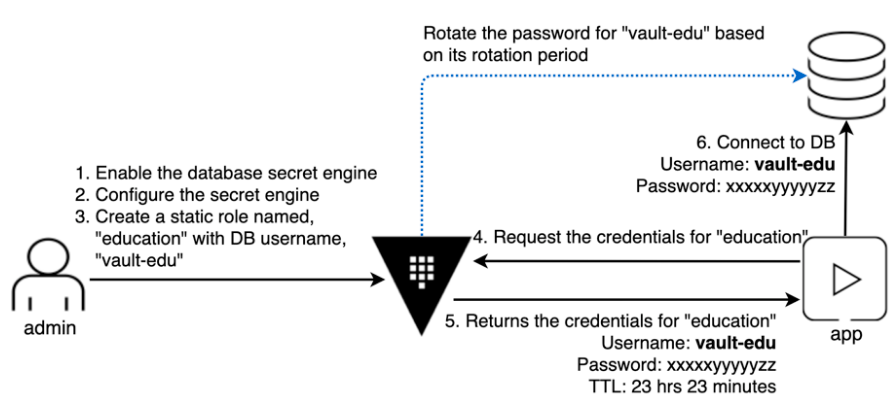 Rotate the password for "vault-edu" based
on its rotation period
1. Enable the database secret engine
2. Configure the secret engine
3. Create a static role named,
"education" with DB username,
"vault-edu"
admin
6. Connect to DB
Username: vault-edu
Password: xxxxxyyyyyzz
4. Request the credentials for "education"
5. Returns the credentials for "education"
Username: vault-edu
Password: xxxxxyyyyyzz
TTL: 23 hrs 23 minutes
app